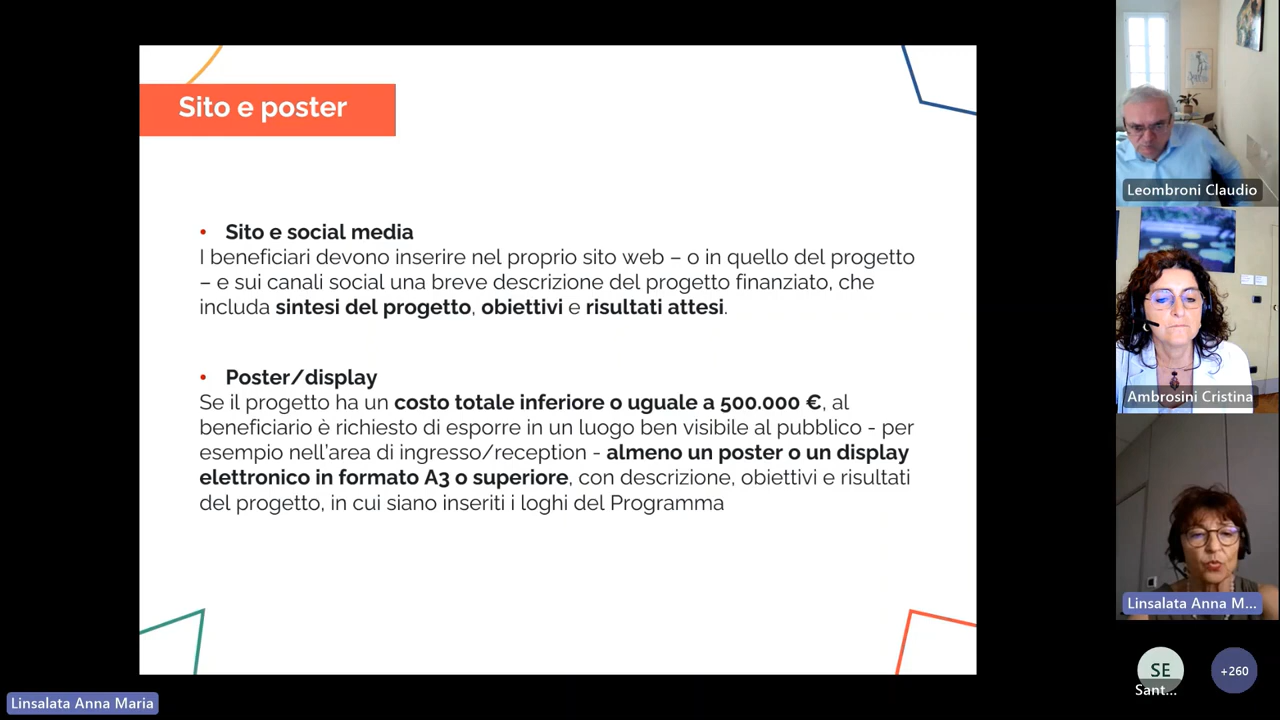 Sito e poster
• Sito e social media
I beneficiari devono inserire nel proprio sito web – o in quello del progetto
– e sui canali social una breve descrizione del progetto finanziato, che
includa sintesi del progetto, obiettivi e risultati attesi.
• Poster/display
Se il progetto ha un costo totale inferiore o uguale a 500.000 €, al
beneficiario è richiesto di esporre in un luogo ben visibile al pubblico - per
esempio nell'area di ingresso/reception - almeno un poster o un display
elettronico in formato A3 o superiore, con descrizione, obiettivi e risultati
del progetto, in cui siano inseriti i loghi del Programma
Leombroni Claudio
Ambrosini Cristina
Linsalata Anna M...
SE
Sant...
+260
Linsalata Anna Maria